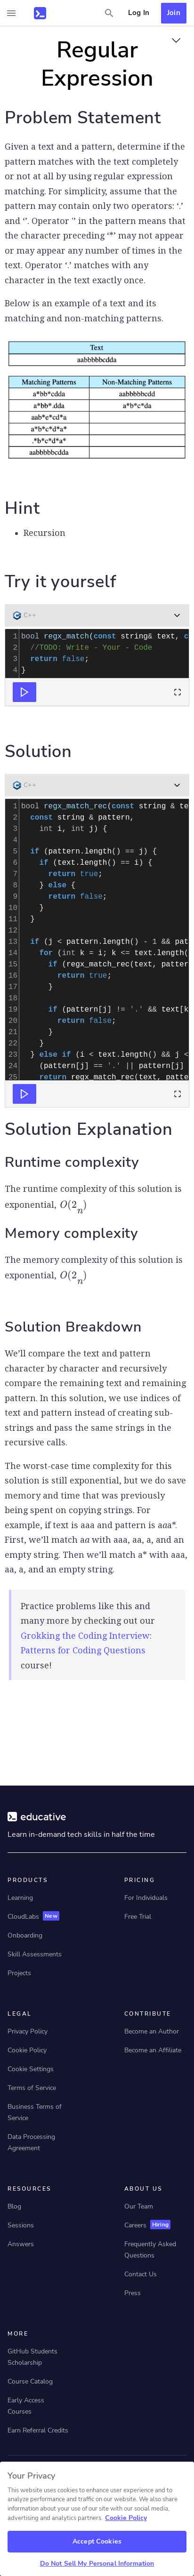 Log In
Join
Regular
Expression
Problem Statement
Given a text and a pattern, determine if the
pattern matches with the text completely
or not at all by using regular expression
matching. For simplicity, assume that the
pattern may contain only two operators: ‘.’
and ‘*’. Operator ‘*’ in the pattern means that
the character preceding ‘*’ may not appear
or may appear any number of times in the
text. Operator ‘.’ matches with any
character in the text exactly once.
Below is an example of a text and its
matching and non-matching patterns.
Text
aabbbbbcdda
Matching Patterns Non-Matching Patterns
a*bb*cdda aabbbbcdd
a*bb*.dda a*b*c*da
aab*e*cd*a
a*b*c*d*a*
.*b*c*d*a*
aabbbbbcdda
Hint
Recursion
Try it yourself
C++
1 bool regx_match(const string& text, c
2 //TODO: Write - Your - Code
3 return false;
4 }
Solution
C++
1 bool regx_match_rec(const string & te
2 const string & pattern,
3 int i, int j) {
4
5 if (pattern.length() == j) {
6 if (text.length() == i) {
7 return true;
8 } else {
9 return false;
10 }
11 }
12
13 if (j < pattern.length() - 1 && pat
14 for (int k = i; k <= text.length(
15 if (regx_match_rec(text, patter
16 return true;
17 }
18
19 if (pattern[j] != '.' && text[k
20 return false;
21 }
22 }
23 } else if (i < text.length() && j <
24 (pattern[j] == '.' || pattern[j]
25 return regx_match_rec(text, patte
Solution Explanation
Runtime complexity
The runtime complexity of this solution is
exponential, O(2n)
Memory complexity
The memory complexity of this solution is
exponential, O(2n)
Solution Breakdown
We’ll compare the text and pattern
character by character and recursively
compare the remaining text and remaining
pattern. In this solution, we use indices of
text and pattern instead of creating sub-
strings and pass the same strings in the
recursive calls.
The worst-case time complexity for this
solution is still exponential, but we do save
memory and time that was previously
being spent on copying strings. For
example, if text is aaa and pattern is aaa*.
First, we’ll match aa with aaa, aa, a, and an
empty string. Then we’ll match a* with aaa,
aa, a, and an empty string.
Practice problems like this and
many more by checking out our
Grokking the Coding Interview:
Patterns for Coding Questions
course!
educative
Learn in-demand tech skills in half the time
PRODUCTS
Learning
CloudLabs New
Onboarding
Skill Assessments
Projects
PRICING
For Individuals
Free Trial
LEGAL
Privacy Policy
Cookie Policy
Cookie Settings
Terms of Service
Business Terms of
Service
Data Processing
Agreement
CONTRIBUTE
Become an Author
Become an Affiliate
RESOURCES
Blog
Sessions
Answers
ABOUT US
Our Team
Careers Hiring
Frequently Asked
Questions
Contact Us
Press
MORE
GitHub Students
Scholarship
Course Catalog
Early Access
Courses
Earn Referral Credits
Your Privacy
This website uses cookies to enhance user experience and to
analyze performance and traffic on our website. We also share
information about your use of our site with our social media,
advertising and analytics partners. Cookie Policy
Accept Cookies
Do Not Sell My Personal Information